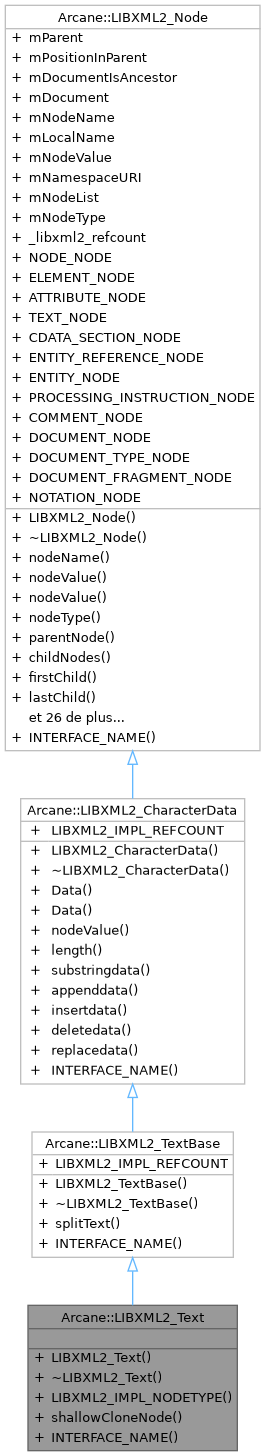 Arcane::LIBXML2_Node
+ mParent
+ mPositionInParent
+ mDocumentIsAncestor
+ mDocument
+ mNodeName
+ mLocalName
+ mNodeValue
+ mNamespaceURI
+ mNodeList
+ mNodeType
+ _libxml2_refcount
+ NODE_NODE
+ ELEMENT_NODE
+ ATTRIBUTE_NODE
+ TEXT_NODE
+ CDATA_SECTION_NODE
+ ENTITY_REFERENCE_NODE
+ ENTITY_NODE
+ PROCESSING_INSTRUCTION_NODE
+ COMMENT_NODE
+ DOCUMENT_NODE
+ DOCUMENT_TYPE_NODE
+ DOCUMENT_FRAGMENT_NODE
+ NOTATION_NODE
+ LIBXML2_Node()
+ ~LIBXML2_Node()
+ nodeName()
+ nodeValue()
+ nodeValue()
+ nodeType()
+ parentNode()
+ childNodes()
+ firstChild()
+ lastChild()
et 26 de plus...
+ INTERFACE_NAME()
Arcane::LIBXML2_CharacterData
+ LIBXML2_IMPL_REFCOUNT
+ LIBXML2_CharacterData()
+ ~LIBXML2_CharacterData()
+ Data()
+ Data()
+ nodeValue()
+ length()
+ substringdata()
+ appenddata()
+ insertdata()
+ deletedata()
+ replacedata()
+ INTERFACE_NAME()
Arcane::LIBXML2_TextBase
+ LIBXML2_IMPL_REFCOUNT
+ LIBXML2_TextBase()
+ ~LIBXML2_TextBase()
+ splitText()
+ INTERFACE_NAME()
Arcane::LIBXML2_Text
+ LIBXML2_Text()
+ ~LIBXML2_Text()
+ LIBXML2_IMPL_NODETYPE()
+ shallowCloneNode()
+ INTERFACE_NAME()